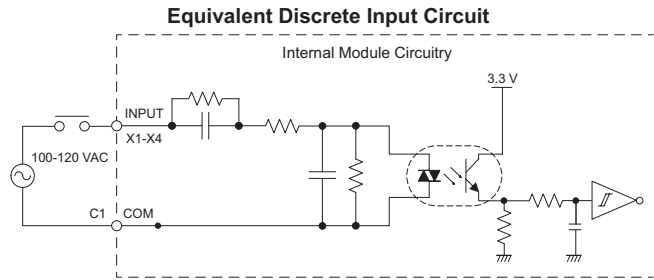 Equivalent Discrete Input Circuit
Internal Module Circuitry
3.3 V
INPUT
X1-X4
100-120 VAC
C1
COM